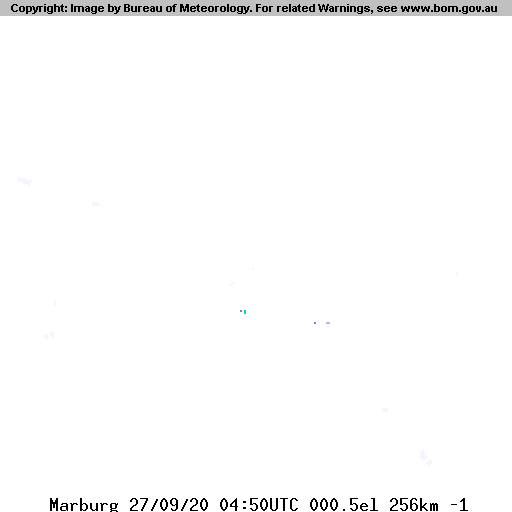 Copyright: Image by Bureau of Meteorology. For related Warnings, see www.bom.gov.au
Marburg 27/09/20 04:50UTC 000.5el 256km -1